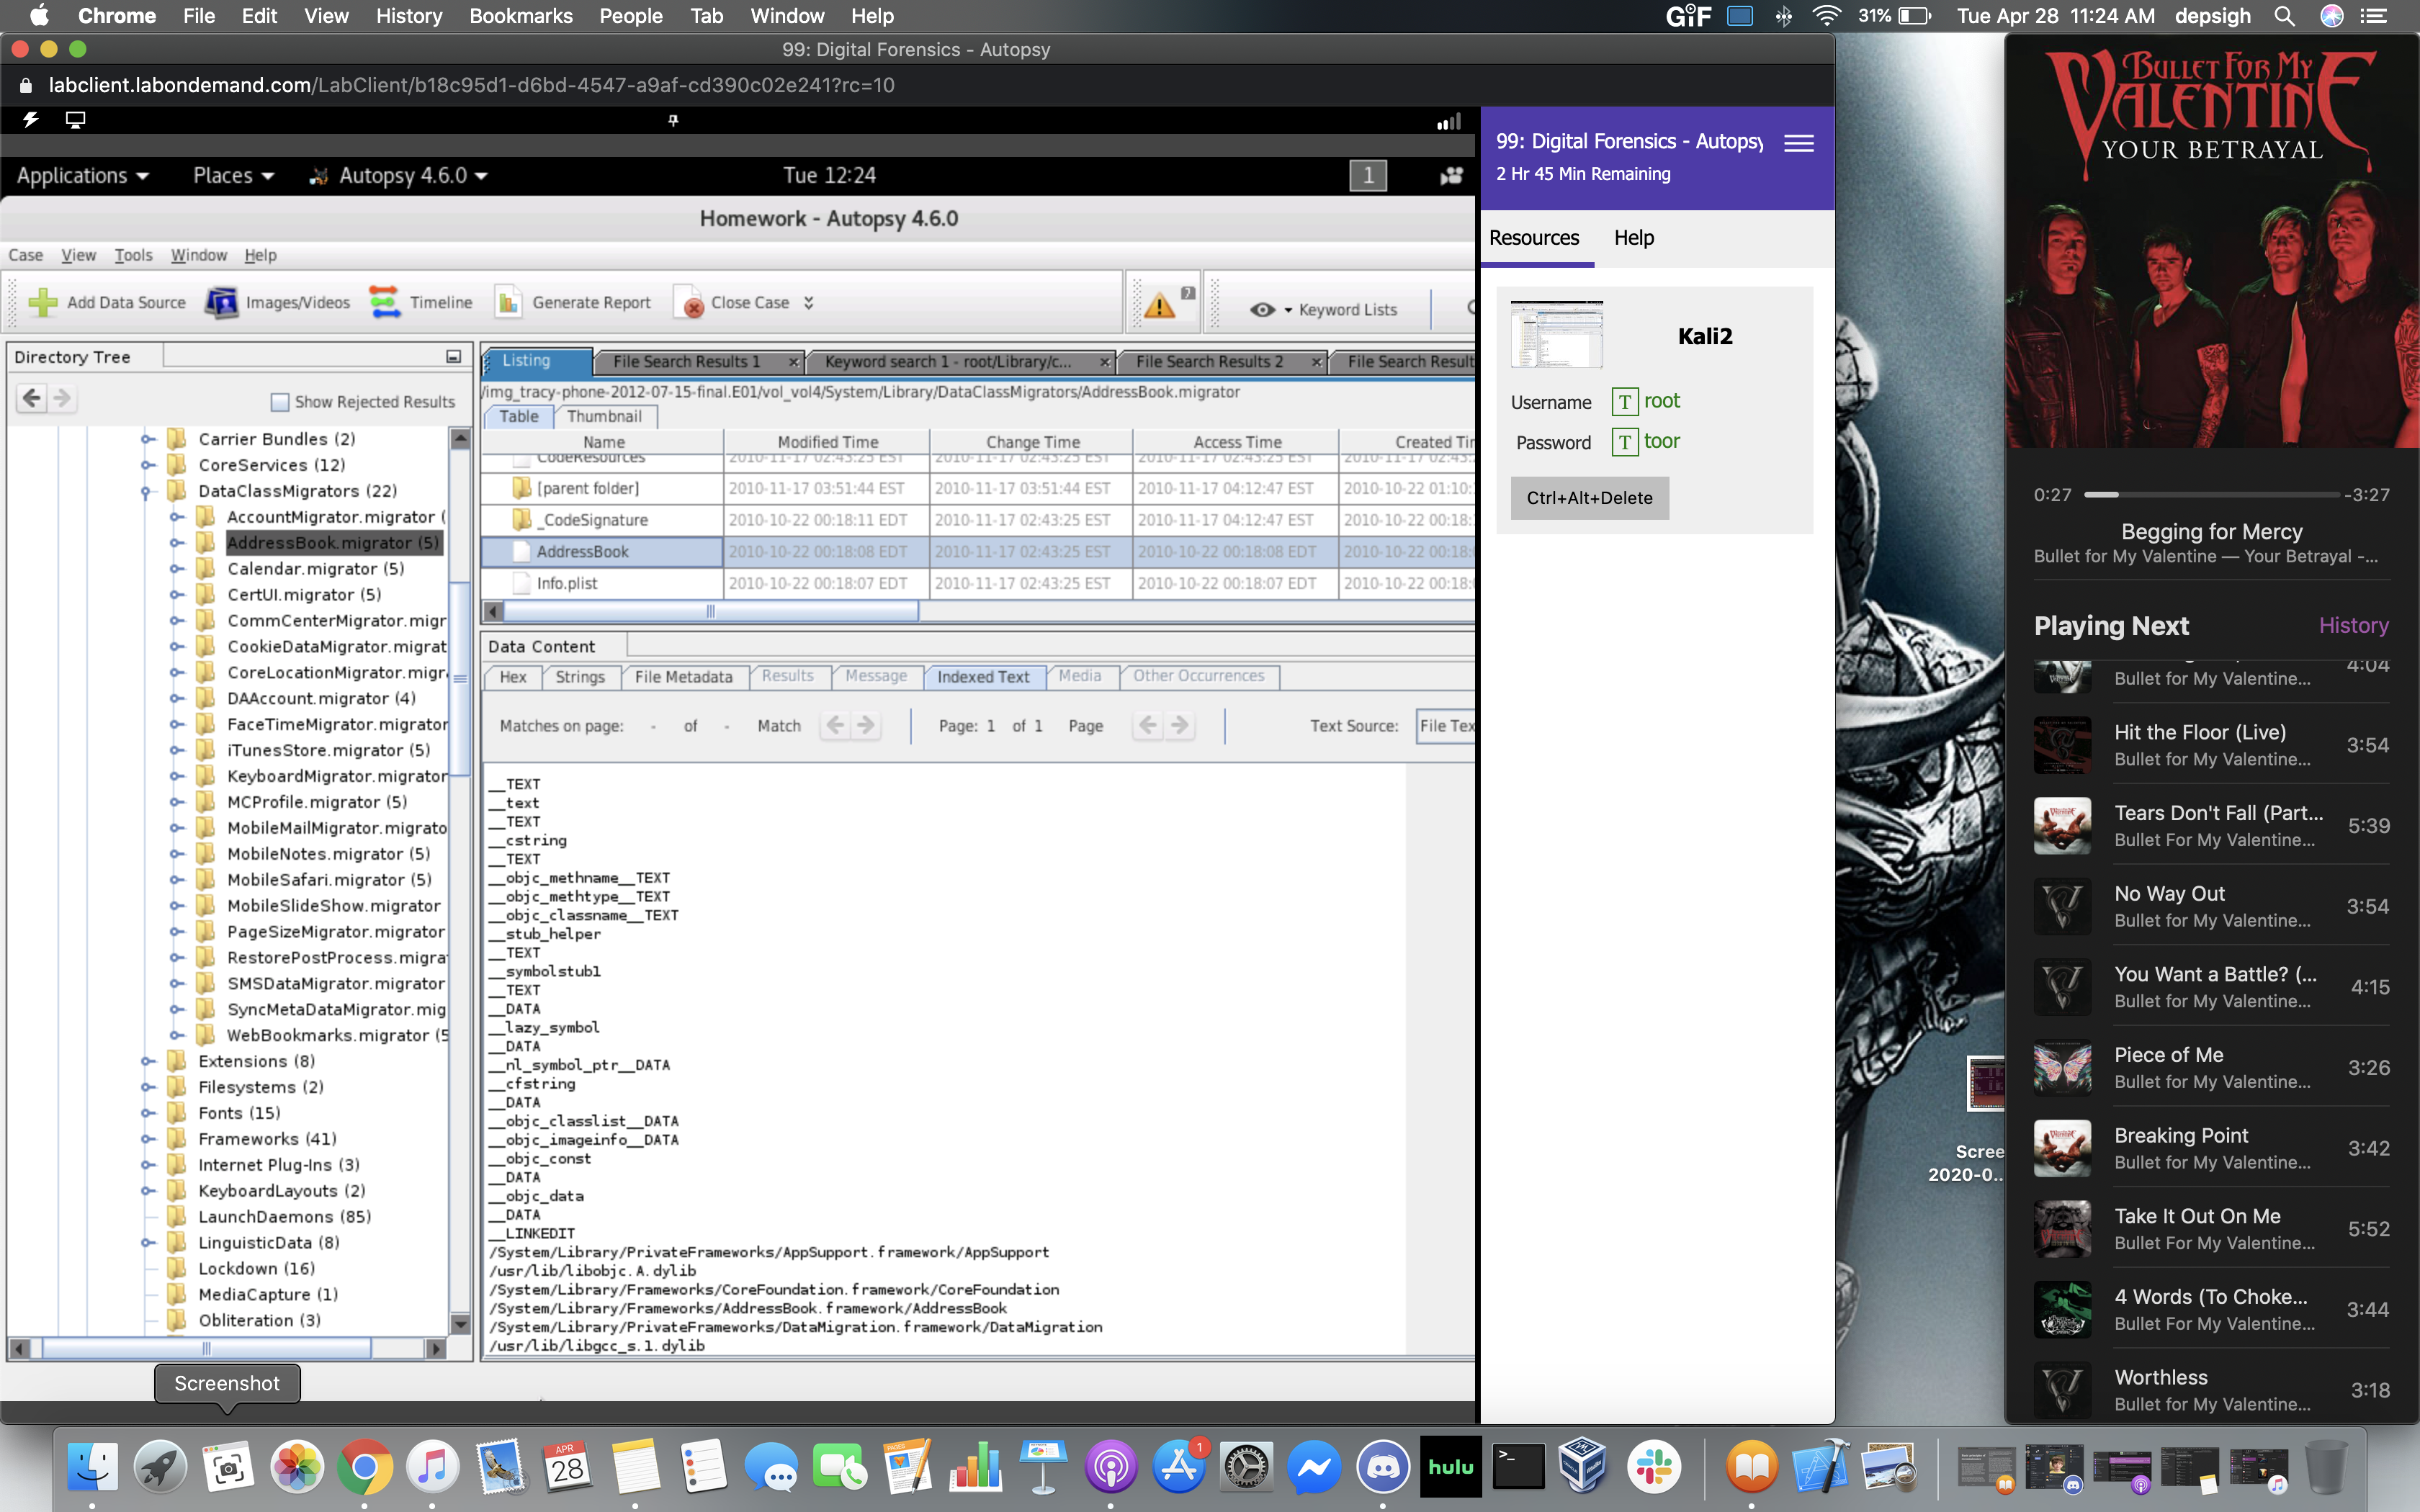 Chrome File Edit View History Bookmarks People Tab Window Help
GIF 31% Tue Apr 28 11:24 AM depsigh
99: Digital Forensics - Autopsy
labclient.labondemand.com/LabClient/b18c95d1-d6bd-4547-a9af-cd390c02e241?rc=10
Applications Places Autopsy 4.6.0 Tue 12:24 1
Homework - Autopsy 4.6.0
Case View Tools Window Help
Add Data Source Images/Videos Timeline Generate Report Close Case 7 Keyword Lists
Directory Tree
Show Rejected Results
Carrier Bundles (2)
CoreServices (12)
DataClassMigrators (22)
AccountMigrator.migrator (
AddressBook.migrator (5)
Calendar.migrator (5)
CertUI.migrator (5)
CommCenterMigrator.migr
CookieDataMigrator.migrat
CoreLocationMigrator.migr
DAAccount.migrator (4)
FaceTimeMigrator.migrator
iTunesStore.migrator (5)
KeyboardMigrator.migrator
MCProfile.migrator (5)
MobileMailMigrator.migrato
MobileNotes.migrator (5)
MobileSafari.migrator (5)
MobileSlideShow.migrator
PageSizeMigrator.migrator
RestorePostProcess.migra
SMSDataMigrator.migrator
SyncMetaDataMigrator.mig
WebBookmarks.migrator (5
Extensions (8)
Filesystems (2)
Fonts (15)
Frameworks (41)
Internet Plug-Ins (3)
KeyboardLayouts (2)
LaunchDaemons (85)
LinguisticData (8)
Lockdown (16)
MediaCapture (1)
Obliteration (3)
Listing File Search Results 1 Keyword search 1 - root/Library/c... File Search Results 2 File Search Result
/img_tracy-phone-2012-07-15-final.E01/vol_vol4/System/Library/DataClassMigrators/AddressBook.migrator
Table Thumbnail
Name Modified Time Change Time Access Time Created Tir
CodeResources 2010-11-17 02:43:25 EST 2010-11-17 02:43:25 EST 2010-11-17 02:43:25 EST 2010-11-17 02:43:
[parent folder] 2010-11-17 03:51:44 EST 2010-11-17 03:51:44 EST 2010-11-17 04:12:47 EST 2010-10-22 01:10:
_CodeSignature 2010-10-22 00:18:11 EDT 2010-11-17 02:43:25 EST 2010-11-17 04:12:47 EST 2010-10-22 00:18:
AddressBook 2010-10-22 00:18:08 EDT 2010-11-17 02:43:25 EST 2010-10-22 00:18:08 EDT 2010-10-22 00:18:
Info.plist 2010-10-22 00:18:07 EDT 2010-11-17 02:43:25 EST 2010-10-22 00:18:07 EDT 2010-10-22 00:18:
Data Content
Hex Strings File Metadata Results Message Indexed Text Media Other Occurrences
Matches on page: - of - Match Page: 1 of 1 Page Text Source: File Tex
__TEXT
__text
__TEXT
__cstring
__TEXT
__objc_methname__TEXT
__objc_methtype__TEXT
__objc_classname__TEXT
__stub_helper
__TEXT
__symbolstub1
__TEXT
__DATA
__lazy_symbol
__DATA
__nl_symbol_ptr__DATA
__cfstring
__DATA
__objc_classlist__DATA
__objc_imageinfo__DATA
__objc_const
__DATA
__objc_data
__DATA
__LINKEDIT
/System/Library/PrivateFrameworks/AppSupport.framework/AppSupport
/usr/lib/libobjc.A.dylib
/System/Library/Frameworks/CoreFoundation.framework/CoreFoundation
/System/Library/Frameworks/AddressBook.framework/AddressBook
/System/Library/PrivateFrameworks/DataMigration.framework/DataMigration
/usr/lib/libgcc_s.1.dylib
99: Digital Forensics - Autopsy
2 Hr 45 Min Remaining
Resources Help
Kali2
Username T root
Password T toor
Ctrl+Alt+Delete
Scree
2020-0..
BULLET FOR MY
VALENTINE
YOUR BETRAYAL
0:27 -3:27
Begging for Mercy
Bullet for My Valentine — Your Betrayal -...
Playing Next History
4:04
Bullet for My Valentine...
Hit the Floor (Live)
Bullet for My Valentine... 3:54
Tears Don't Fall (Part...
Bullet For My Valentine... 5:39
No Way Out
Bullet for My Valentine... 3:54
You Want a Battle? (...
Bullet for My Valentine... 4:15
Piece of Me
Bullet for My Valentine... 3:26
Breaking Point
Bullet for My Valentine... 3:42
Take It Out On Me
Bullet For My Valentine... 5:52
4 Words (To Choke...
Bullet For My Valentine... 3:44
Worthless
Bullet for My Valentine... 3:18
Screenshot
APR
28
PAGES
1
hulu